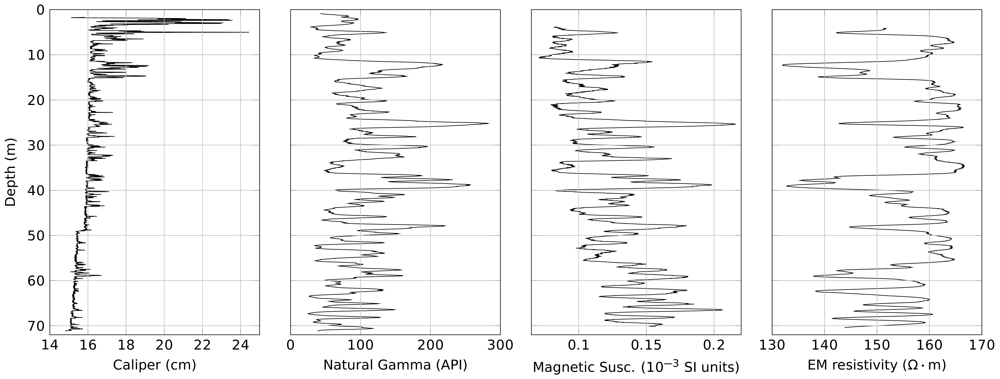 Depth (m)
0
10
20
30
40
50
60
70
14 16 18 20 22 24
Caliper (cm)
0 100 200 300
Natural Gamma (API)
0.1 0.15 0.2
Magnetic Susc. (10⁻³ SI units)
130 140 150 160 170
EM resistivity (Ω · m)